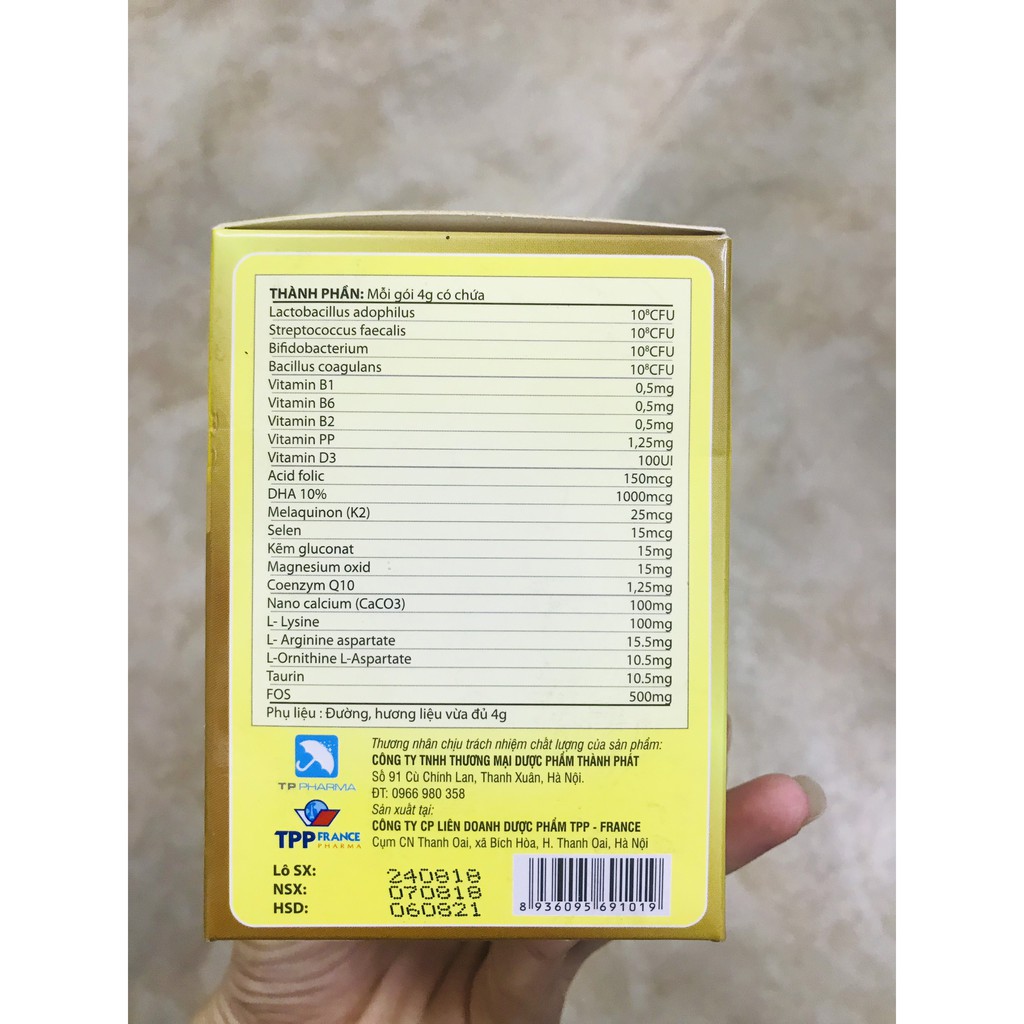 THÀNH PHẦN: Mỗi gói 4g có chứa
Lactobacillus adophilus 10⁸CFU
Streptococcus faecalis 10⁸CFU
Bifidobacterium 10⁸CFU
Bacillus coagulans 10⁸CFU
Vitamin B1 0,5mg
Vitamin B6 0,5mg
Vitamin B2 0,5mg
Vitamin PP 1,25mg
Vitamin D3 100UI
Acid folic 150mcg
DHA 10% 1000mcg
Melaquinon (K2) 25mcg
Selen 15mcg
Kẽm gluconat 15mg
Magnesium oxid 15mg
Coenzym Q10 1,25mg
Nano calcium (CaCO3) 100mg
L- Lysine 100mg
L- Arginine aspartate 15.5mg
L-Ornithine L-Aspartate 10.5mg
Taurin 10.5mg
FOS 500mg
Phụ liệu : Đường, hương liệu vừa đủ 4g
Thương nhân chịu trách nhiệm chất lượng của sản phẩm:
CÔNG TY TNHH THƯƠNG MẠI DƯỢC PHẨM THÀNH PHÁT
Số 91 Cù Chính Lan, Thanh Xuân, Hà Nội.
ĐT: 0966 980 358
TP PHARMA
Sản xuất tại:
CÔNG TY CP LIÊN DOANH DƯỢC PHẨM TPP - FRANCE
Cụm CN Thanh Oai, xã Bích Hòa, H. Thanh Oai, Hà Nội
TPP FRANCE
PHARMA
Lô SX: 240818
NSX: 070818
HSD: 060821
8 936095 691019